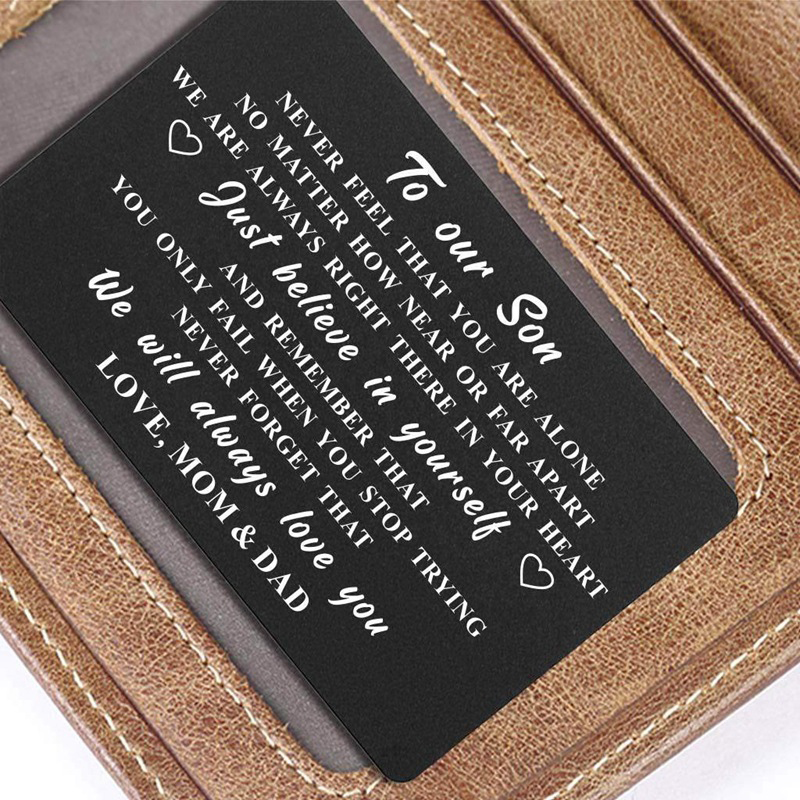 To our Son
NEVER FEEL THAT YOU ARE ALONE
NO MATTER HOW NEAR OR FAR APART
WE ARE ALWAYS RIGHT THERE IN YOUR HEART
Just believe in yourself
AND REMEMBER THAT
YOU ONLY FAIL WHEN YOU STOP TRYING
NEVER FORGET THAT
We will always love you
LOVE, MOM & DAD